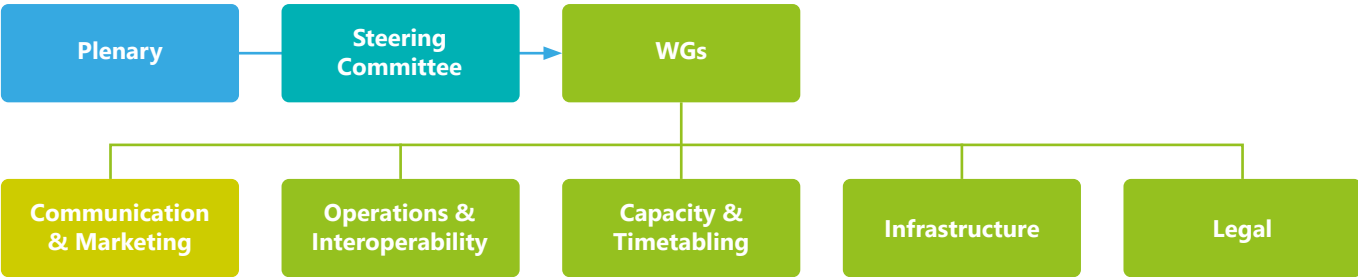 Plenary
Steering
Committee
WGs
Communication
& Marketing
Operations &
Interoperability
Capacity &
Timetabling
Infrastructure
Legal